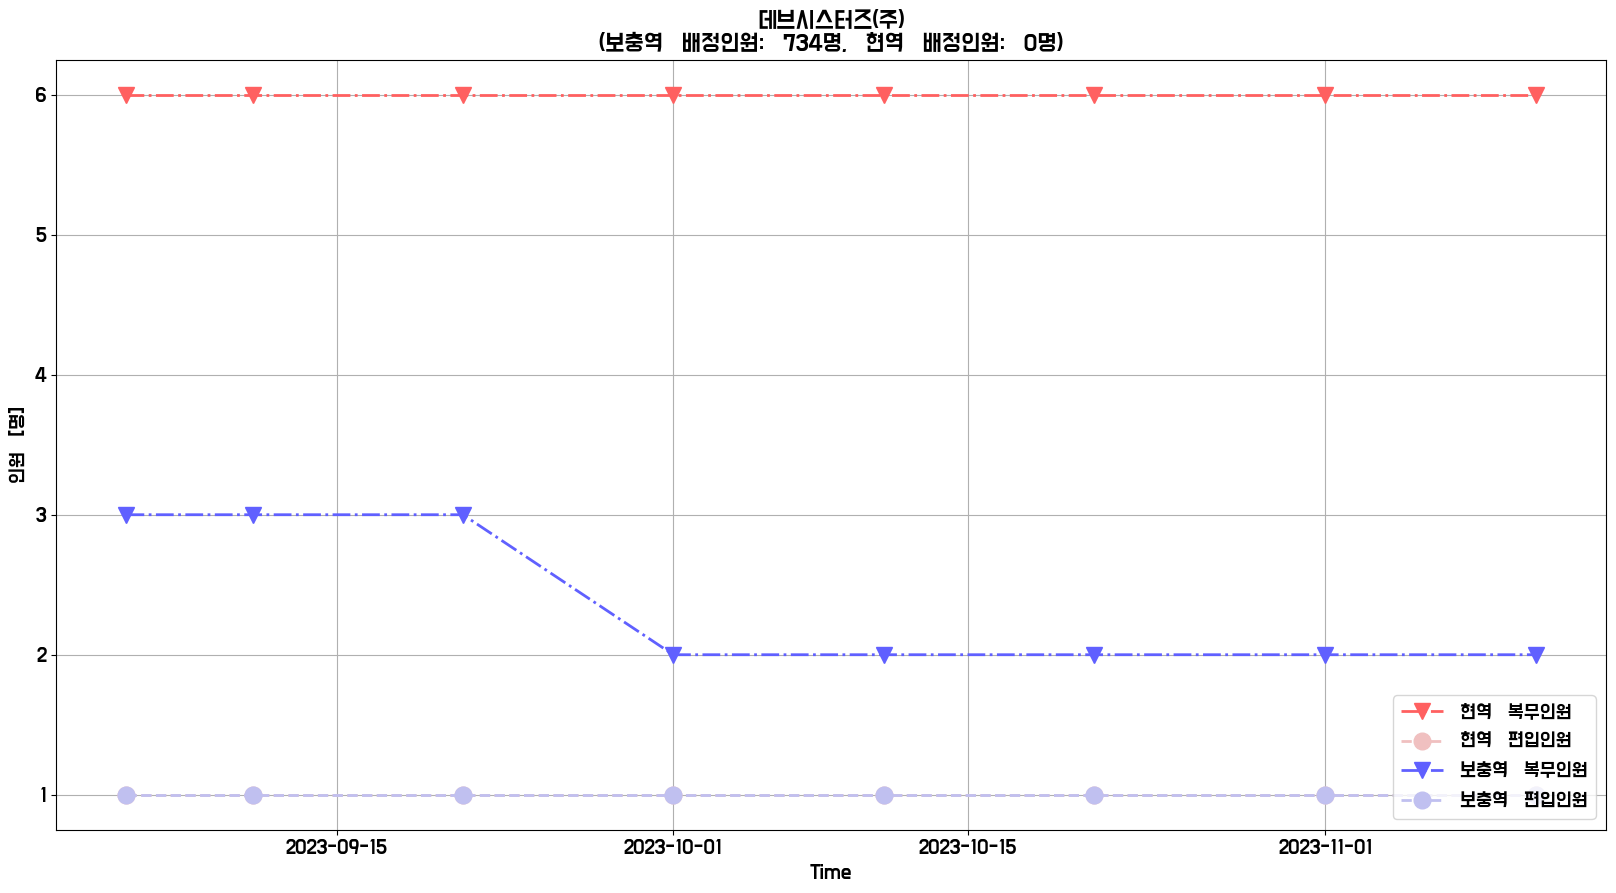 데브시스터즈(주)
(보충역 배정인원: 734명, 현역 배정인원: 0명)
인원 [명]
6
5
4
3
2
1
현역 복무인원
현역 편입인원
보충역 복무인원
보충역 편입인원
2023-09-15
2023-10-01
2023-10-15
2023-11-01
Time